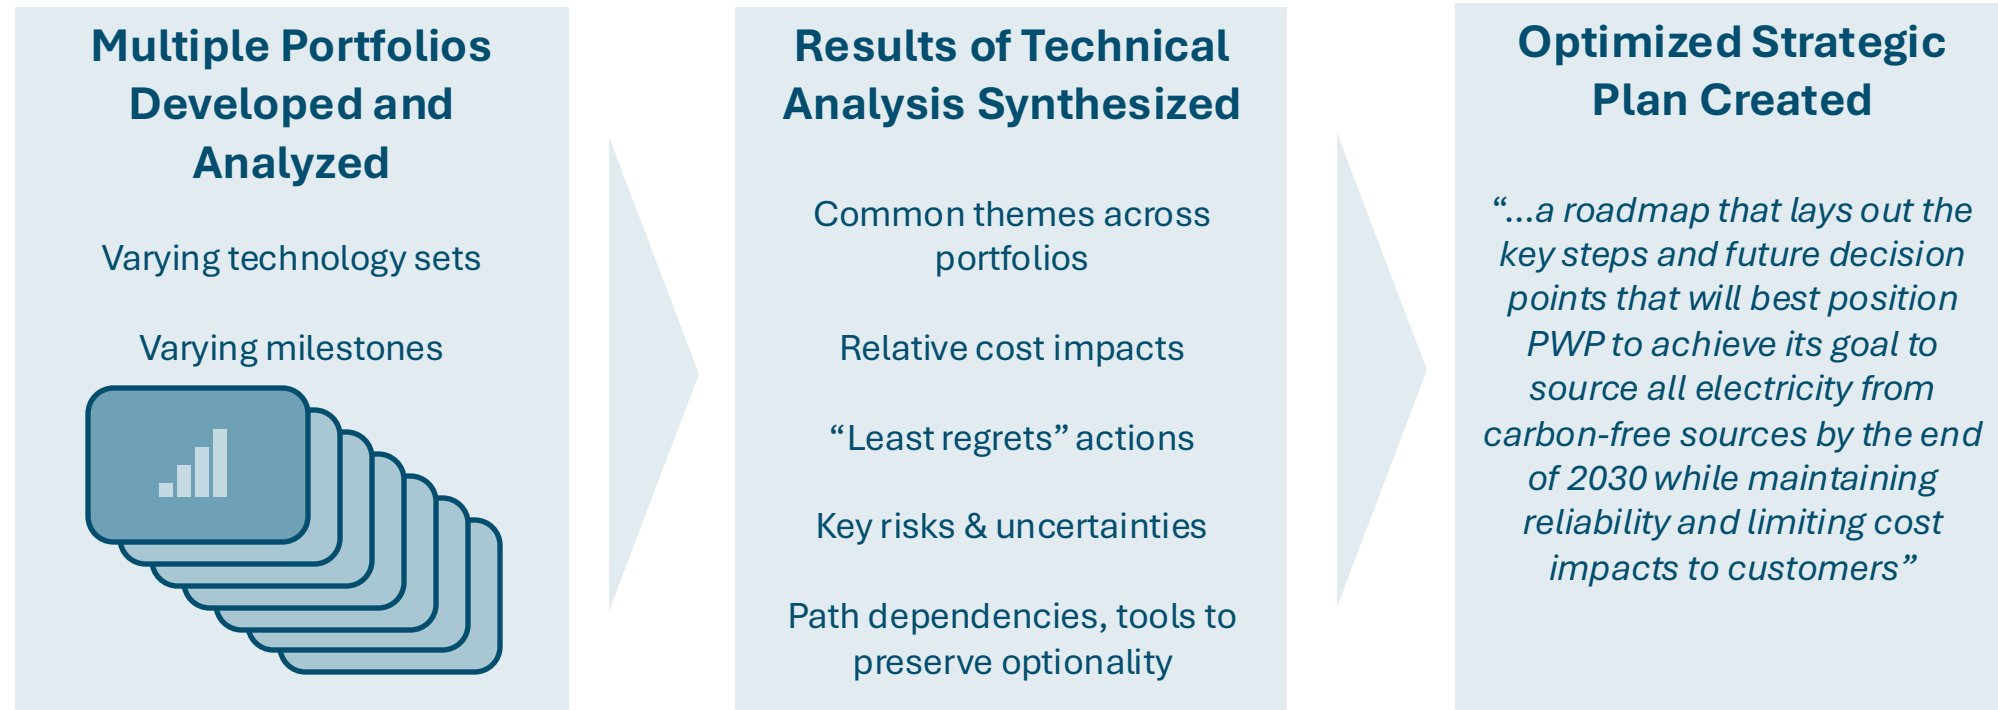 Multiple Portfolios
Developed and
Analyzed
Varying technology sets
Varying milestones
Results of Technical
Analysis Synthesized
Common themes across
portfolios
Relative cost impacts
“Least regrets” actions
Key risks & uncertainties
Path dependencies, tools to
preserve optionality
Optimized Strategic
Plan Created
“…a roadmap that lays out the
key steps and future decision
points that will best position
PWP to achieve its goal to
source all electricity from
carbon-free sources by the end
of 2030 while maintaining
reliability and limiting cost
impacts to customers”